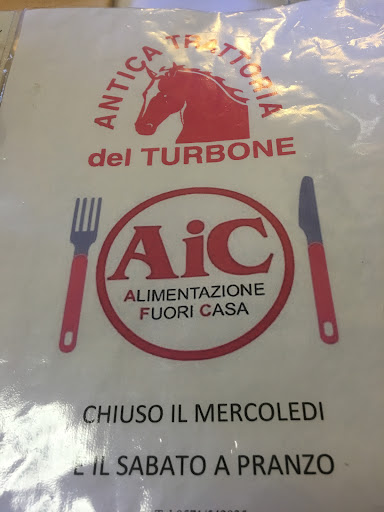 ANTICA TRATTORIA
del TURBONE
AiC
ALIMENTAZIONE
FUORI CASA
CHIUSO IL MERCOLEDI
E IL SABATO A PRANZO